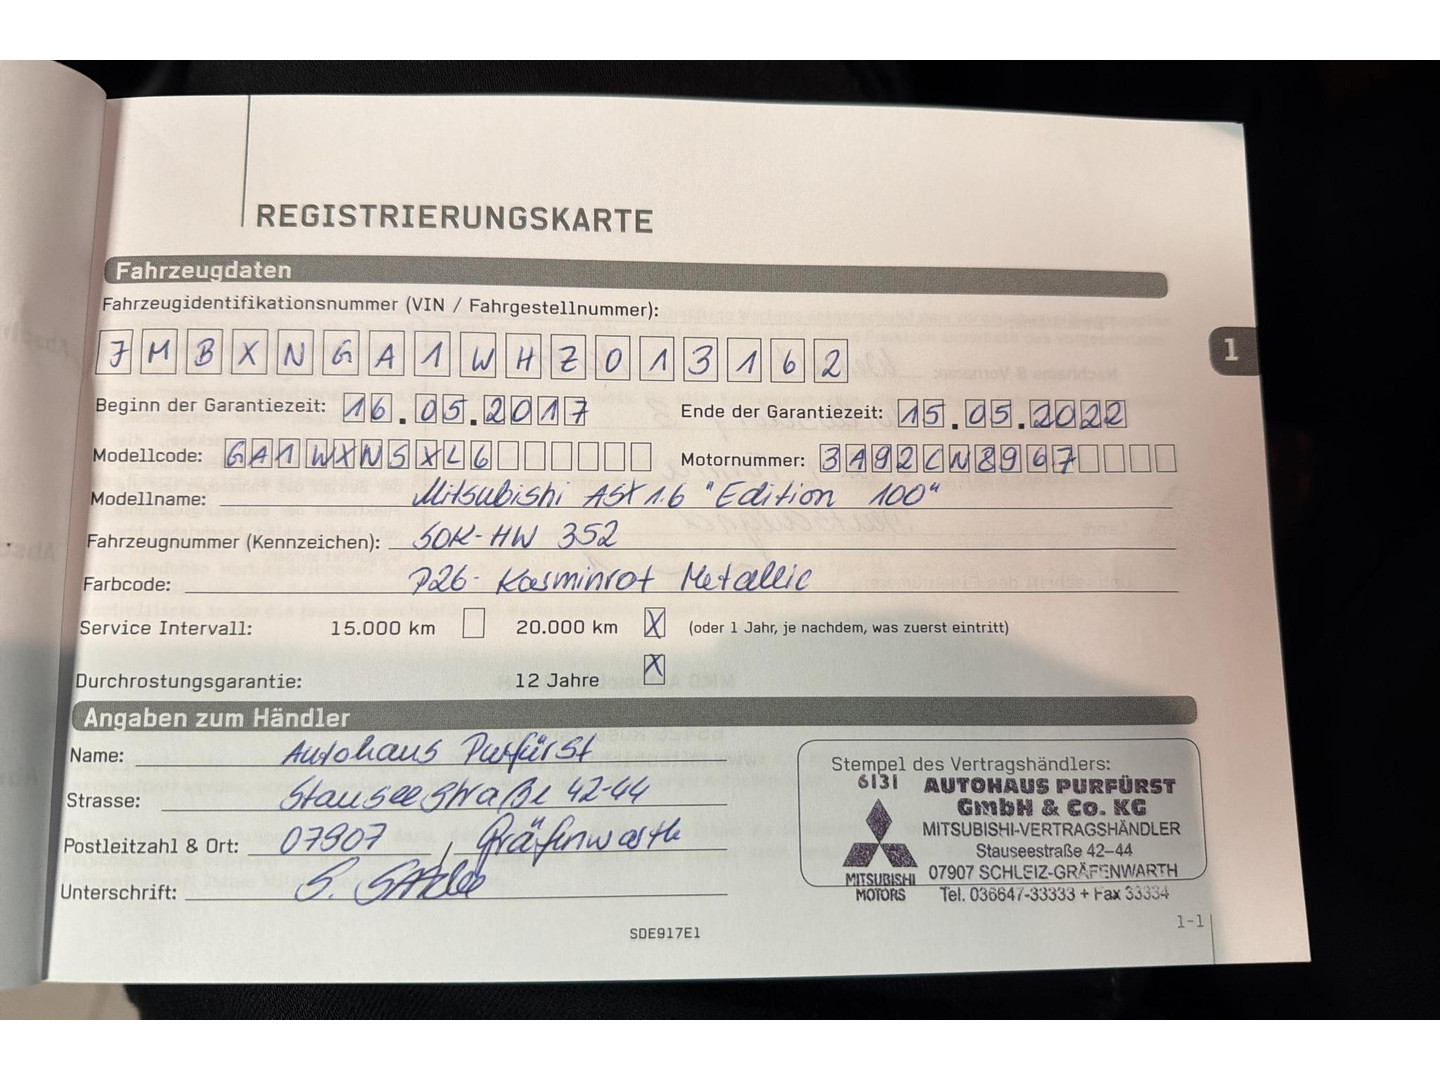 REGISTRIERUNGSKARTE
Fahrzeugdaten
Fahrzeugidentifikationsnummer (VIN / Fahrgestellnummer):
JMBXNGA1WHZ013162
1
Beginn der Garantiezeit: 16.05.2017 Ende der Garantiezeit: 15.05.2022
Modellcode: GA1WXNSXL6 Motornummer: 3A92CN8967
Modellname: Mitsubishi ASX 1.6 "Edition 100"
Fahrzeugnummer (Kennzeichen): SOK-HW 352
Farbcode: P26 - Kasminrot Metallic
Service Intervall: 15.000 km 20.000 km X (oder 1 Jahr, je nachdem, was zuerst eintritt)
Durchrostungsgarantie: 12 Jahre X
Angaben zum Händler
Name: Autohaus Purfürst
Strasse: Stauseestraße 42-44
Postleitzahl & Ort: 07907 , Gräfenwarth
Unterschrift:
Stempel des Vertragshändlers:
6131 AUTOHAUS PURFÜRST
GmbH & Co. KG
MITSUBISHI-VERTRAGSHÄNDLER
Stauseestraße 42–44
07907 SCHLEIZ-GRÄFENWARTH
Tel. 036647-33333 + Fax 33334
MITSUBISHI
MOTORS
SDE917E1
1-1